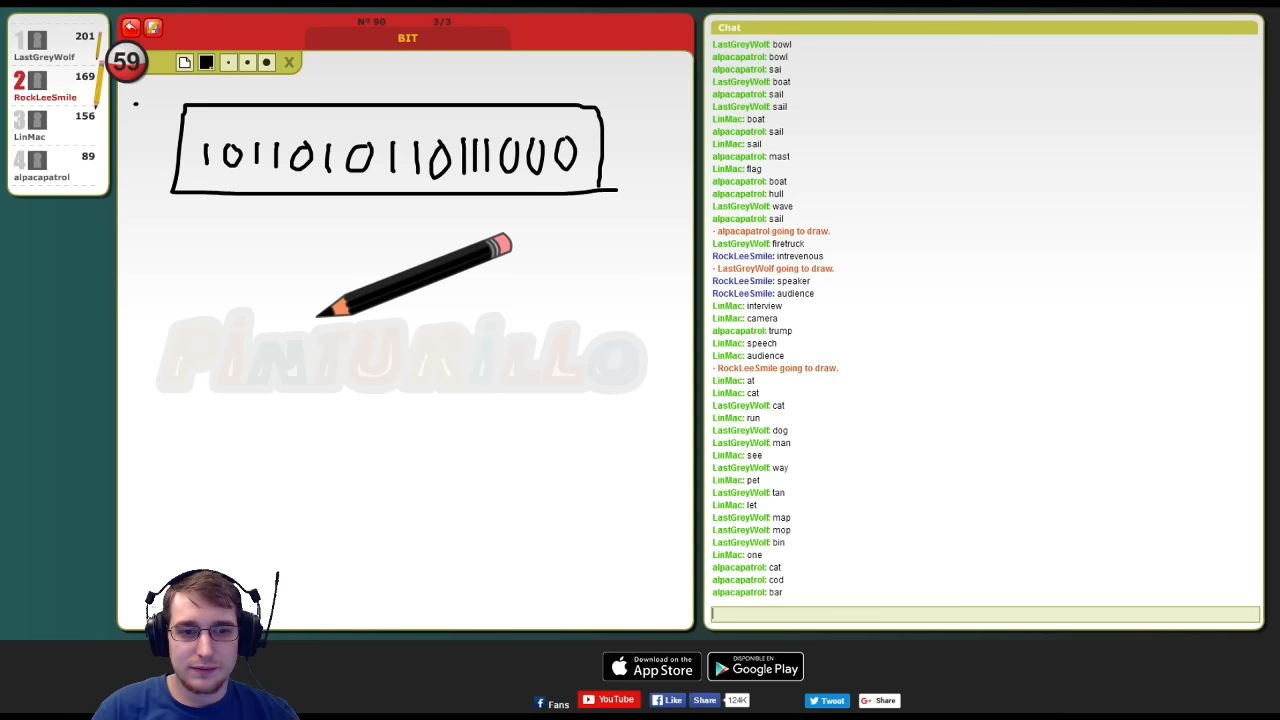 1 201
LastGreyWolf
2 169
RockLeeSmile
3 156
LinMac
4 89
alpacapatrol
59
Nº 90 3/3
BIT
X
1011010110111000
PINTURILLO
Chat
LastGreyWolf: bowl
alpacapatrol: bowl
alpacapatrol: sai
LastGreyWolf: boat
alpacapatrol: sail
LastGreyWolf: sail
LinMac: boat
alpacapatrol: sail
LinMac: sail
alpacapatrol: mast
LinMac: flag
alpacapatrol: boat
alpacapatrol: hull
LastGreyWolf: wave
alpacapatrol: sail
- alpacapatrol going to draw.
LastGreyWolf: firetruck
RockLeeSmile: intrevenous
- LastGreyWolf going to draw.
RockLeeSmile: speaker
RockLeeSmile: audience
LinMac: interview
LinMac: camera
alpacapatrol: trump
LinMac: speech
LinMac: audience
- RockLeeSmile going to draw.
LinMac: at
LinMac: cat
LastGreyWolf: cat
LinMac: run
LastGreyWolf: dog
LastGreyWolf: man
LinMac: see
LastGreyWolf: way
LinMac: pet
LastGreyWolf: tan
LinMac: let
LastGreyWolf: map
LastGreyWolf: mop
LastGreyWolf: bin
LinMac: one
alpacapatrol: cat
alpacapatrol: cod
alpacapatrol: bar
Download on the
App Store
DISPONIBLE EN
Google Play
f Fans
YouTube
Like
Share
124K
Tweet
G+ Share